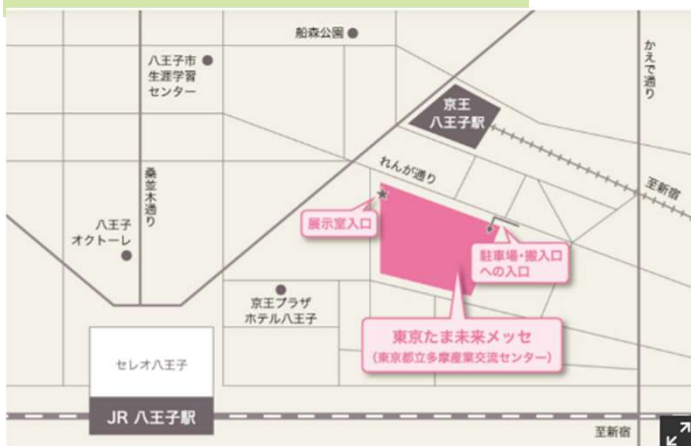 船森公園
八王子市
生涯学習
センター
かえで通り
京王
八王子駅
れんが通り
至新宿
桑並木通り
展示室入口
八王子
オクトーレ
駐車場・搬入口
への入口
京王プラザ
ホテル八王子
東京たま未来メッセ
（東京都立多摩産業交流センター）
セレオ八王子
JR 八王子駅
至新宿